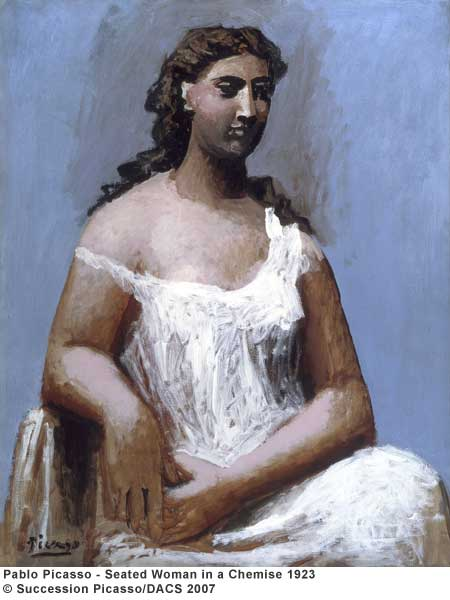 Picasso
Pablo Picasso - Seated Woman in a Chemise 1923
© Succession Picasso/DACS 2007